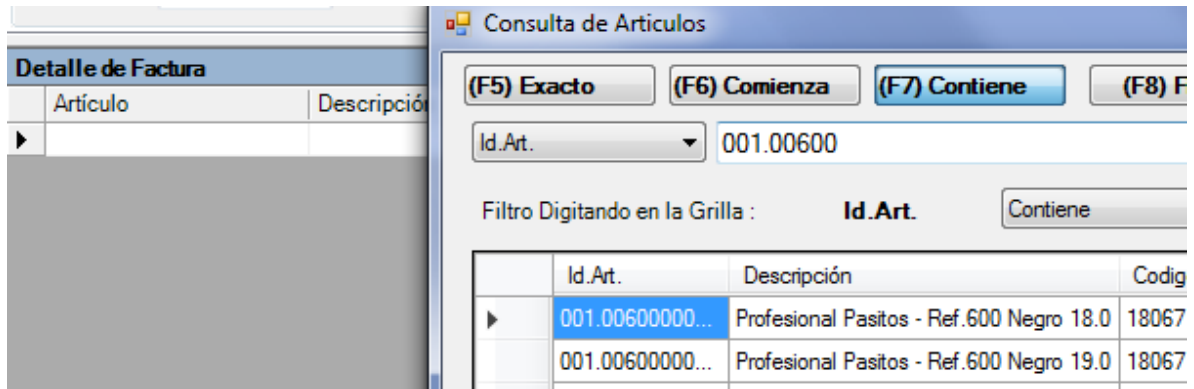 Consulta de Articulos
Detalle de Factura
Artículo Descripción
(F5) Exacto (F6) Comienza (F7) Contiene (F8) F
Id.Art. 001.00600
Filtro Digitando en la Grilla : Id.Art. Contiene
Id.Art. Descripción Codig
001.00600000... Profesional Pasitos - Ref.600 Negro 18.0 18067
001.00600000... Profesional Pasitos - Ref.600 Negro 19.0 18067